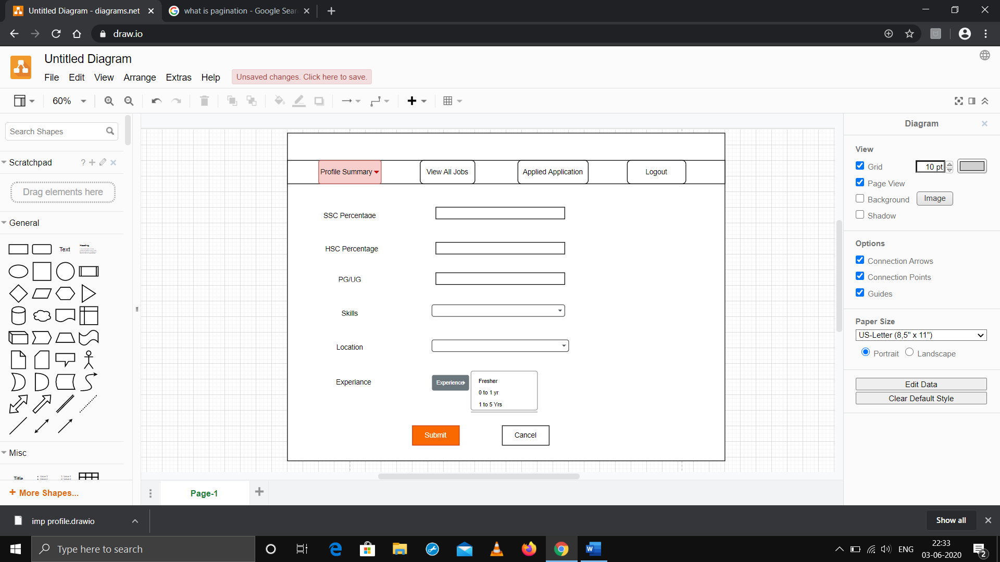 Untitled Diagram - diagrams.net
what is pagination - Google Sear
draw.io
Untitled Diagram
File Edit View Arrange Extras Help
Unsaved changes. Click here to save.
60%
Search Shapes
Scratchpad
?
Drag elements here
General
Text
Heading
Misc
Title
Value 1
1. Value 1
+ More Shapes...
Profile Summary
View All Jobs
Applied Application
Logout
SSC Percentage
HSC Percentage
PG/UG
Skills
Location
Experiance
Experience
Fresher
0 to 1 yr
1 to 5 Yrs
Submit
Cancel
Page-1
Diagram
View
Grid
10 pt
Page View
Background
Image
Shadow
Options
Connection Arrows
Connection Points
Guides
Paper Size
US-Letter (8,5" x 11")
Portrait
Landscape
Edit Data
Clear Default Style
imp profile.drawio
Show all
Type here to search
ENG
22:33
03-06-2020
2